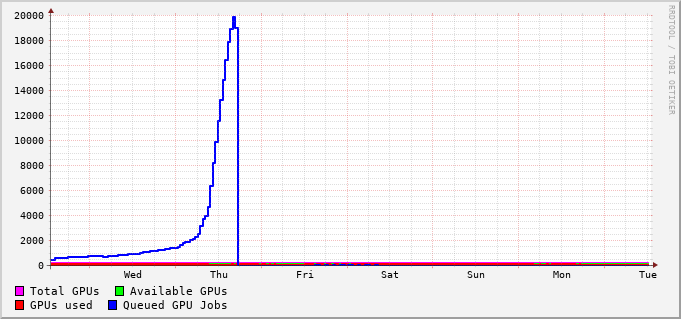 20000
18000
16000
14000
12000
10000
8000
6000
4000
2000
0
Wed Thu Fri Sat Sun Mon Tue
Total GPUs Available GPUs
GPUs used Queued GPU Jobs
RRDTOOL / TOBI OETIKER